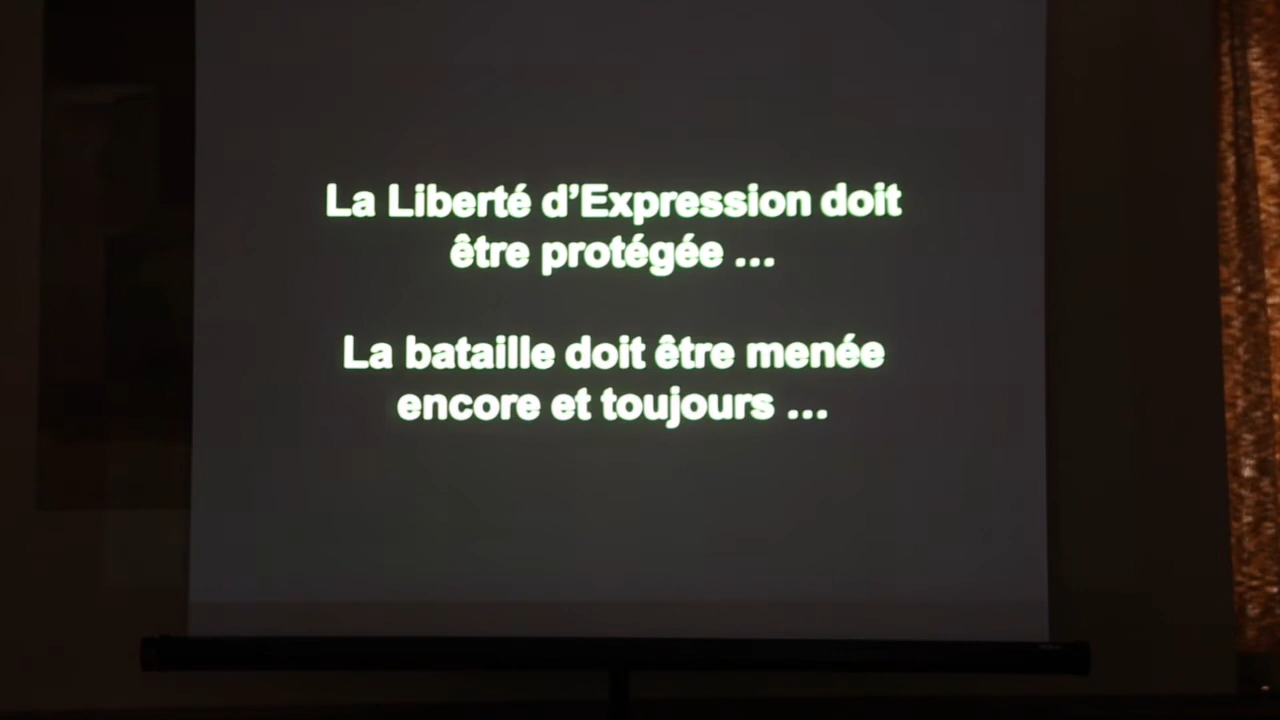 La Liberté d’Expression doit
être protégée ...
La bataille doit être menée
encore et toujours ...